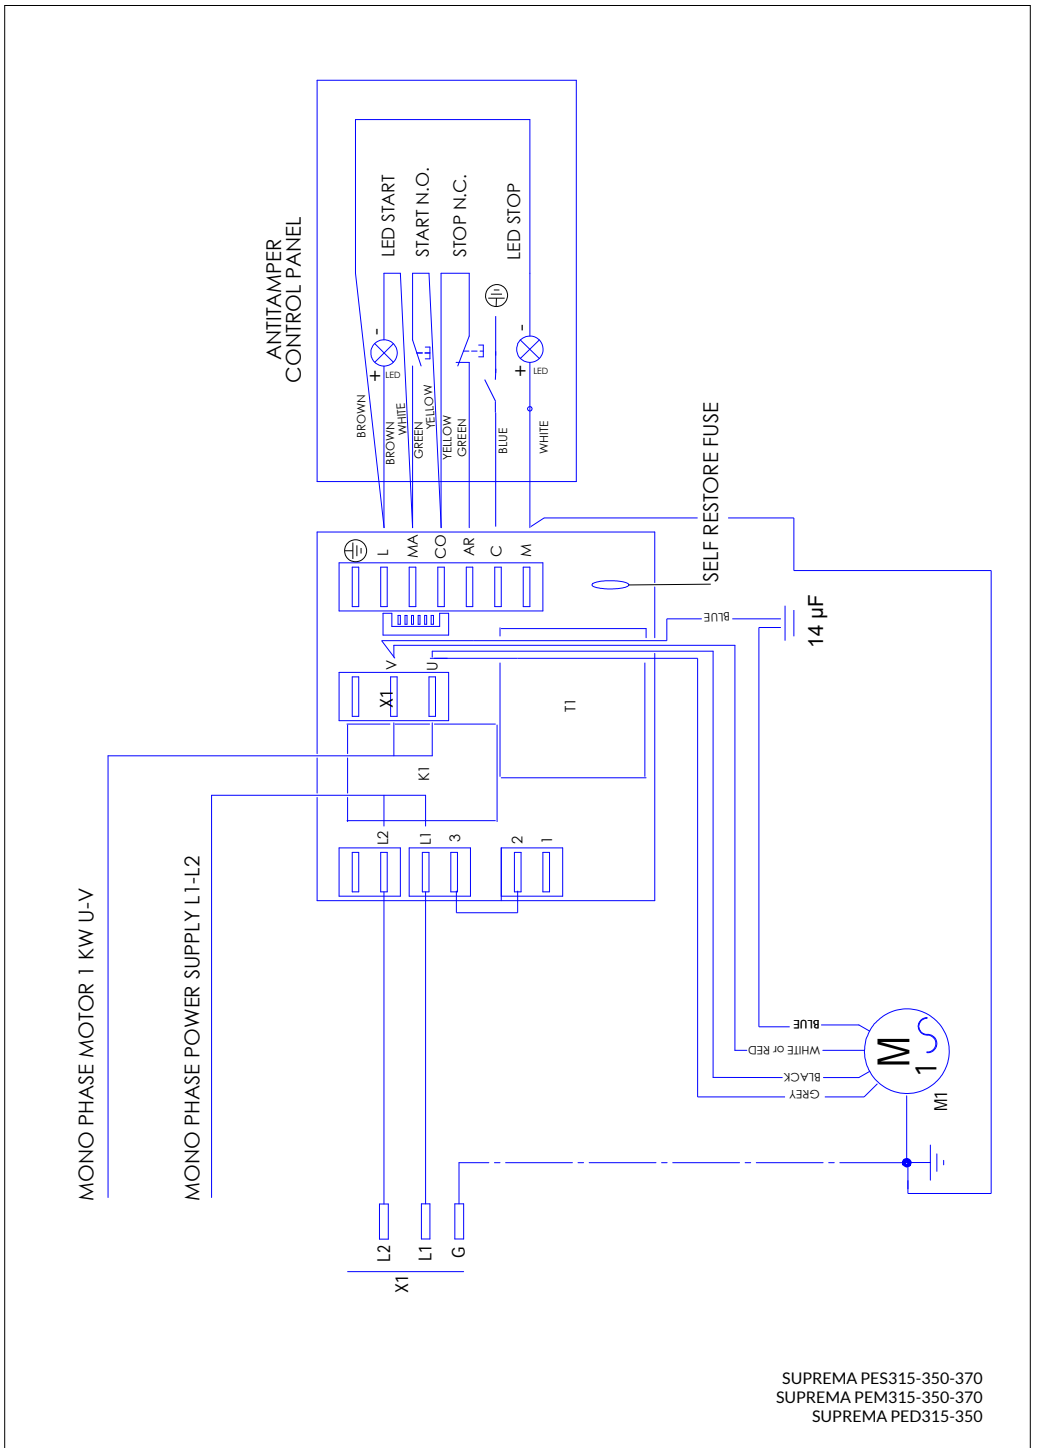 ANTITAMPER
CONTROL PANEL
LED START
START N.O.
STOP N.C.
LED STOP
+
-
LED
+
-
LED
BROWN
BROWN
WHITE
GREEN
YELLOW
YELLOW
GREEN
BLUE
WHITE
SELF RESTORE FUSE
L
MA
CO
AR
C
M
V
U
X1
K1
T1
BLUE
14 µF
L2
L1
3
2
1
MONO PHASE MOTOR 1 KW U-V
MONO PHASE POWER SUPPLY L1-L2
BLUE
WHITE or RED
BLACK
GREY
M
1
M1
L2
L1
G
X1
SUPREMA PES315-350-370
SUPREMA PEM315-350-370
SUPREMA PED315-350